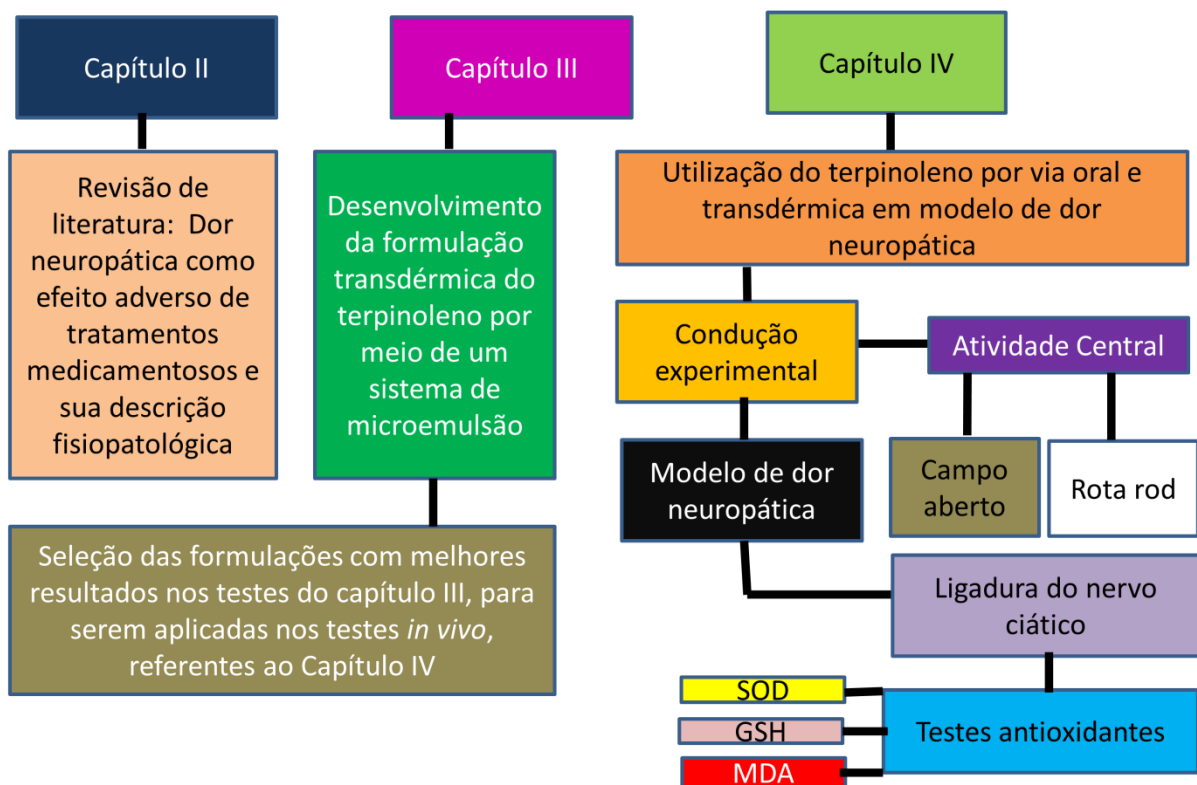 Capítulo II
Revisão de
literatura: Dor
neuropática como
efeito adverso de
tratamentos
medicamentosos e
sua descrição
fisiopatológica
Capítulo III
Desenvolvimento
da formulação
transdérmica do
terpinoleno por
meio de um
sistema de
microemulsão
Seleção das formulações com melhores
resultados nos testes do capítulo III, para
serem aplicadas nos testes in vivo,
referentes ao Capítulo IV
Capítulo IV
Utilização do terpinoleno por via oral e
transdérmica em modelo de dor
neuropática
Condução
experimental
Atividade Central
Modelo de dor
neuropática
Campo
aberto
Rota rod
Ligadura do nervo
ciático
Testes antioxidantes
SOD
GSH
MDA